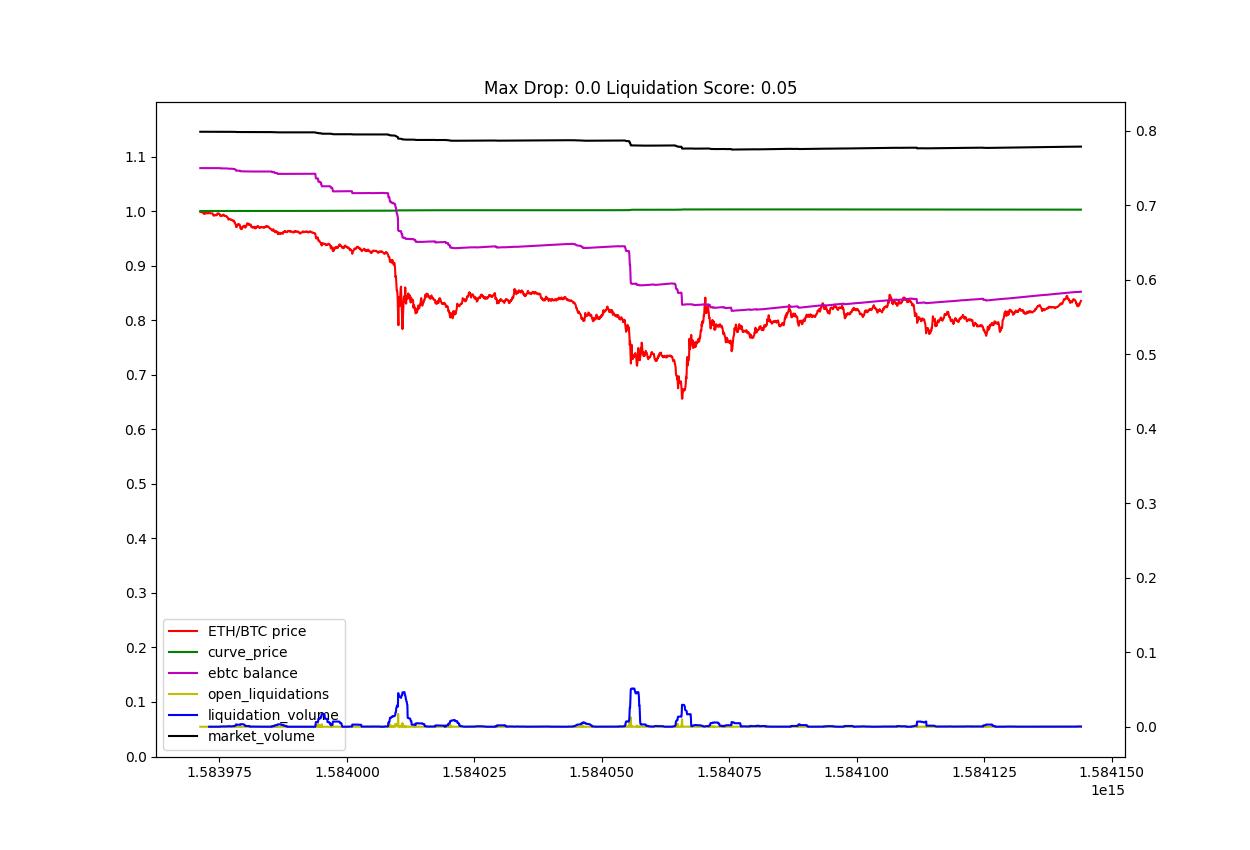 Max Drop: 0.0 Liquidation Score: 0.05
1.1
1.0
0.9
0.8
0.7
0.6
0.5
0.4
0.3
0.2
0.1
0.0
0.8
0.7
0.6
0.5
0.4
0.3
0.2
0.1
0.0
ETH/BTC price
curve_price
ebtc balance
open_liquidations
liquidation_volume
market_volume
1.583975 1.584000 1.584025 1.584050 1.584075 1.584100 1.584125 1.584150
1e15